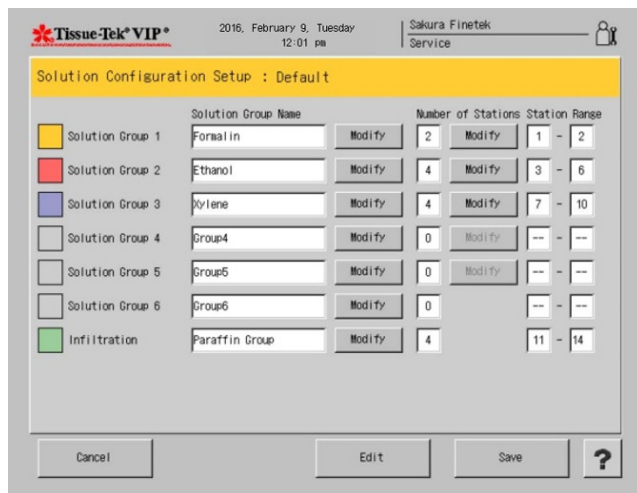 Tissue-Tek® VIP® 2016, February 9, Tuesday Sakura Finetek
12:01 pm Service
Solution Configuration Setup : Default
Solution Group Name Number of Stations Station Range
Solution Group 1 Formalin Modify 2 Modify 1 - 2
Solution Group 2 Ethanol Modify 4 Modify 3 - 6
Solution Group 3 Xylene Modify 4 Modify 7 - 10
Solution Group 4 Group4 Modify 0 Modify -- - --
Solution Group 5 Group5 Modify 0 Modify -- - --
Solution Group 6 Group6 Modify 0 -- - --
Infiltration Paraffin Group Modify 4 11 - 14
Cancel Edit Save ?